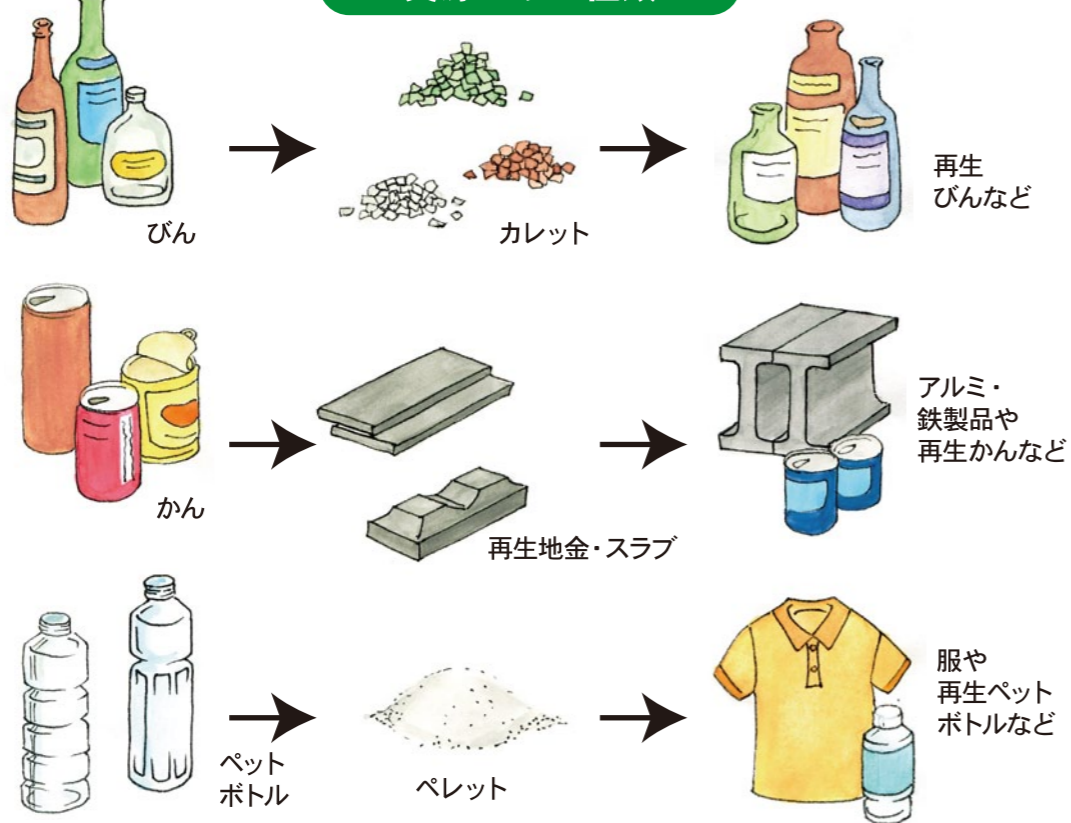 びん
カレット
再生
びんなど
かん
再生地金・スラブ
アルミ・
鉄製品や
再生かんなど
ペット
ボトル
ペレット
服や
再生ペット
ボトルなど